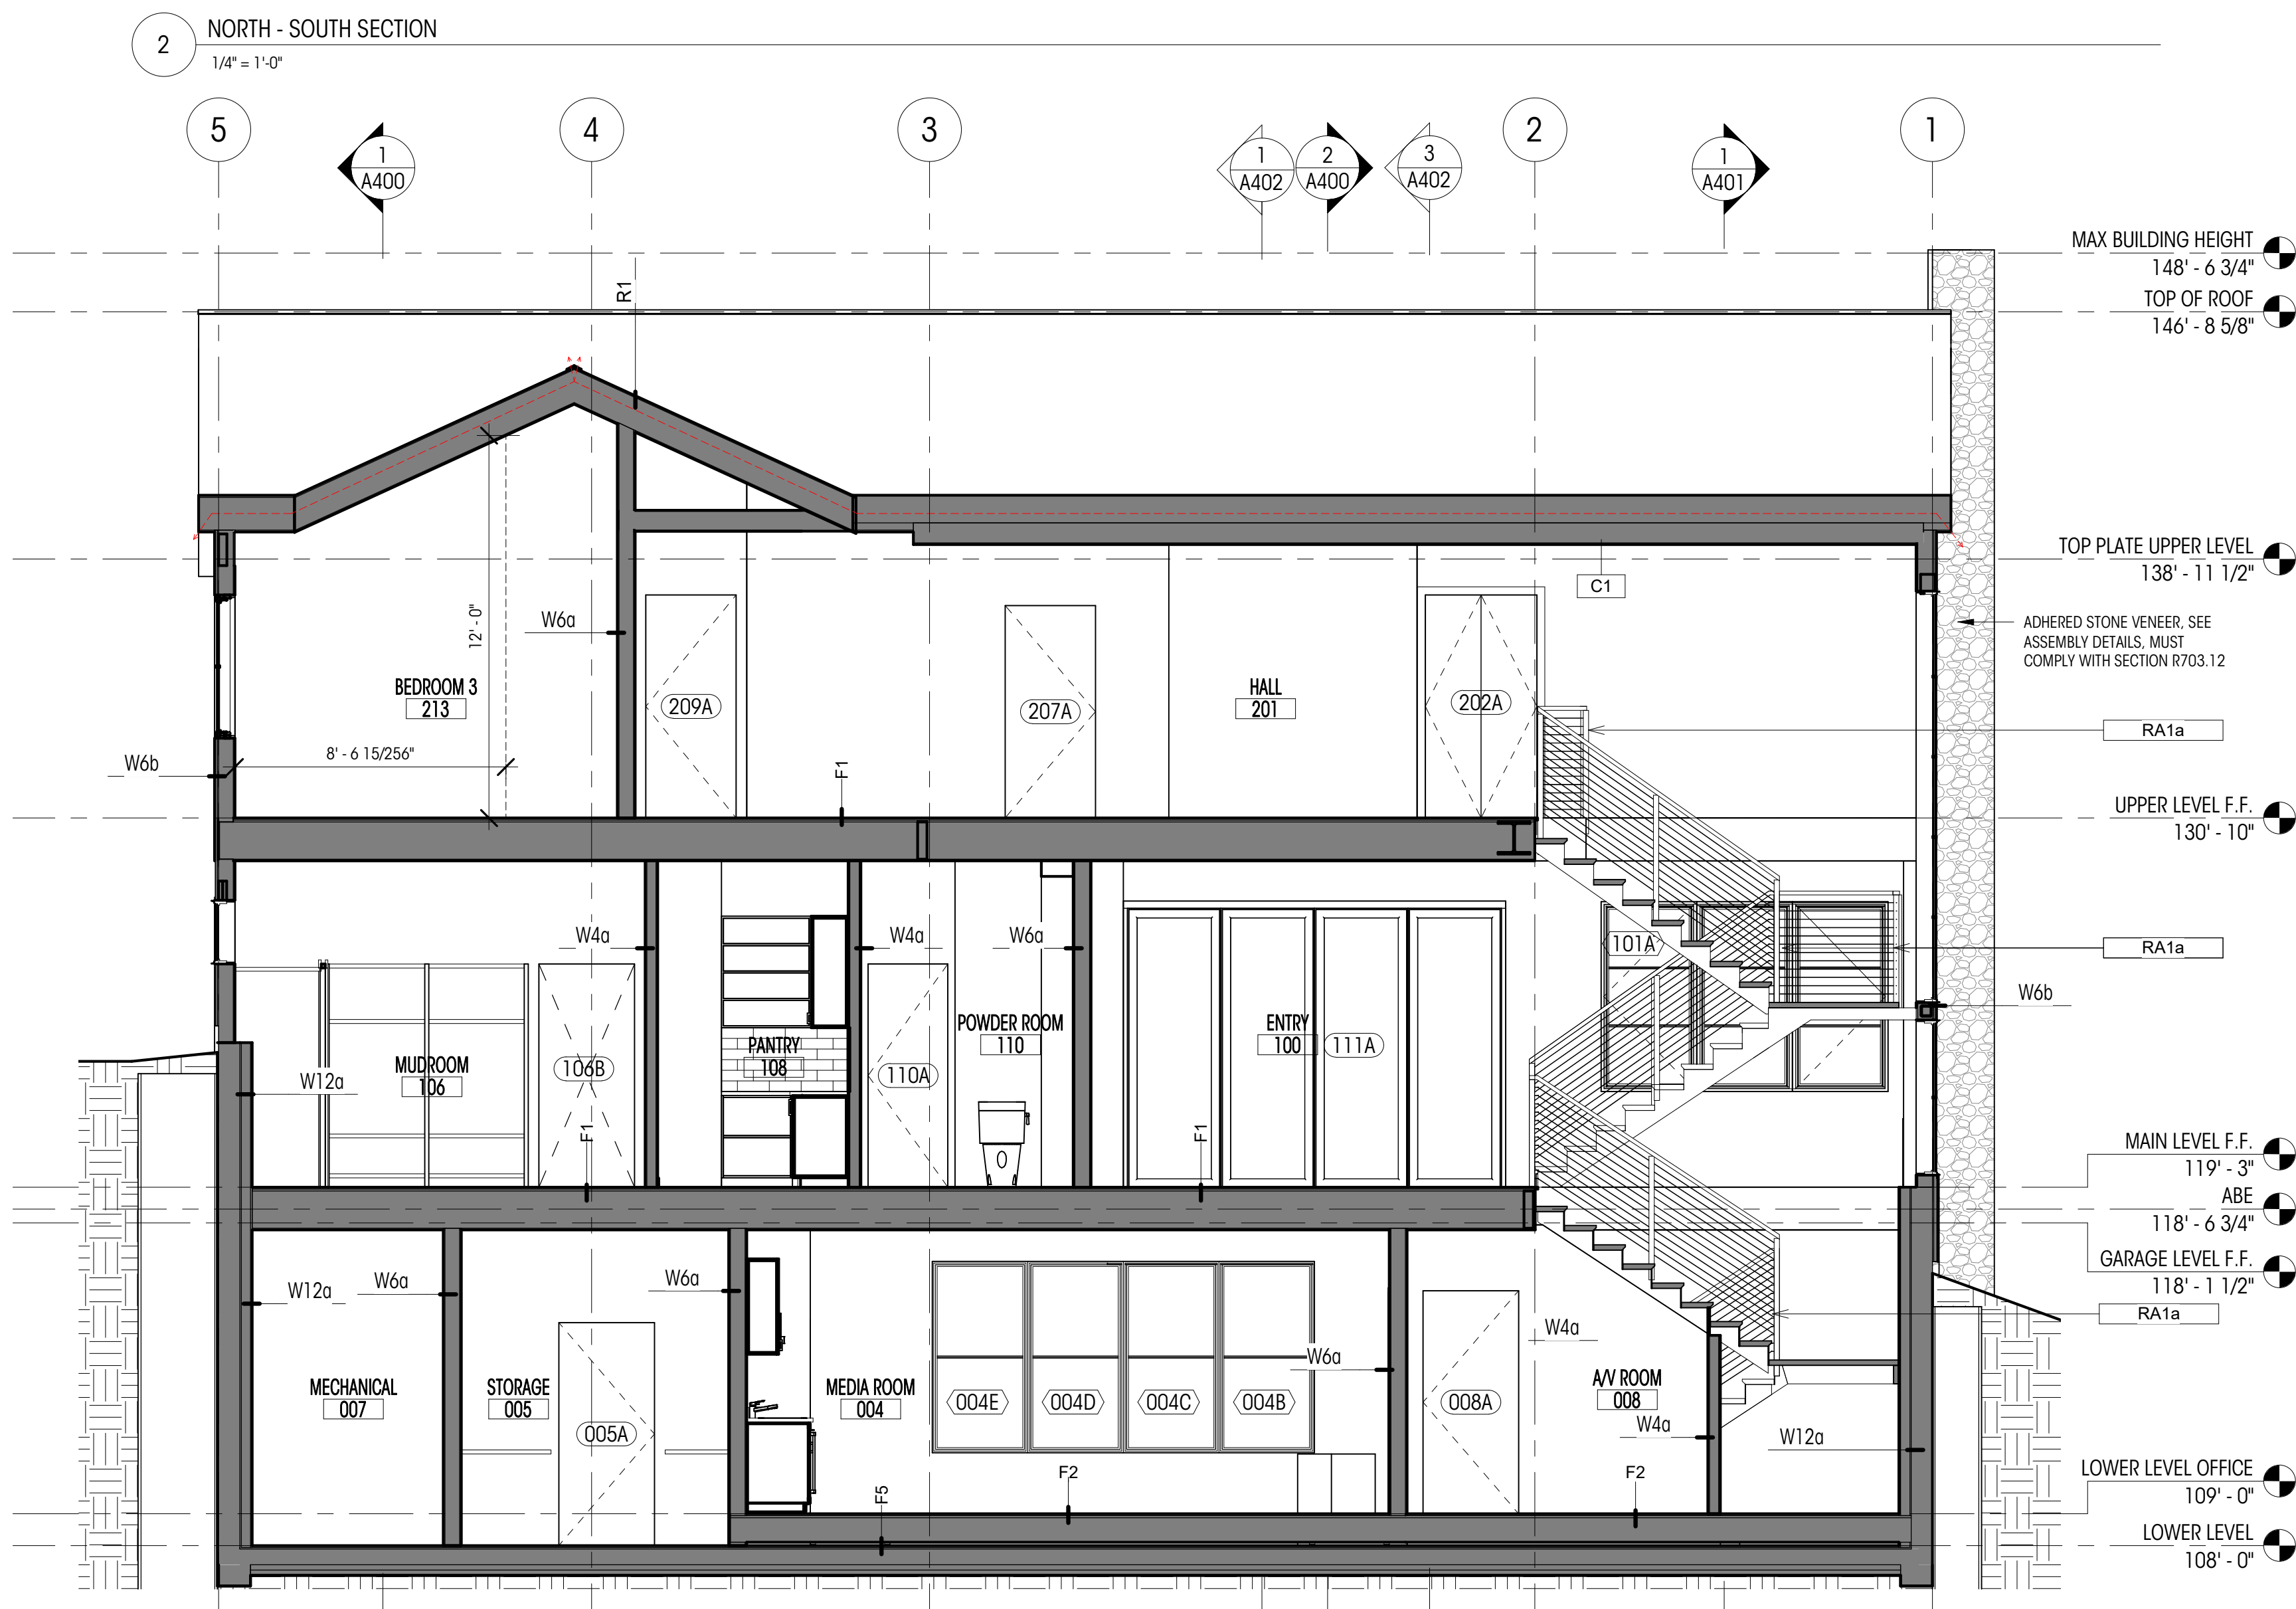 2
NORTH - SOUTH SECTION
1/4" = 1'-0"
5
4
3
2
1
1
A400
1
A402
2
A400
3
A402
1
A401
MAX BUILDING HEIGHT
148' - 6 3/4"
TOP OF ROOF
146' - 8 5/8"
R1
TOP PLATE UPPER LEVEL
138' - 11 1/2"
C1
ADHERED STONE VENEER, SEE
ASSEMBLY DETAILS, MUST
COMPLY WITH SECTION R703.12
12' - 0"
W6a
BEDROOM 3
213
209A
207A
HALL
201
202A
RA1a
8' - 6 15/256"
W6b
F1
UPPER LEVEL F.F.
130' - 10"
W4a
W4a
W6a
101A
RA1a
W6b
POWDER ROOM
110
ENTRY
100
111A
PANTRY
108
MUDROOM
106
106B
110A
W12a
F1
F1
MAIN LEVEL F.F.
119' - 3"
ABE
118' - 6 3/4"
GARAGE LEVEL F.F.
118' - 1 1/2"
RA1a
W12a
W6a
W6a
W4a
W6a
MECHANICAL
007
STORAGE
005
005A
MEDIA ROOM
004
004E
004D
004C
004B
008A
A/V ROOM
008
W4a
W12a
F5
F2
F2
LOWER LEVEL OFFICE
109' - 0"
LOWER LEVEL
108' - 0"